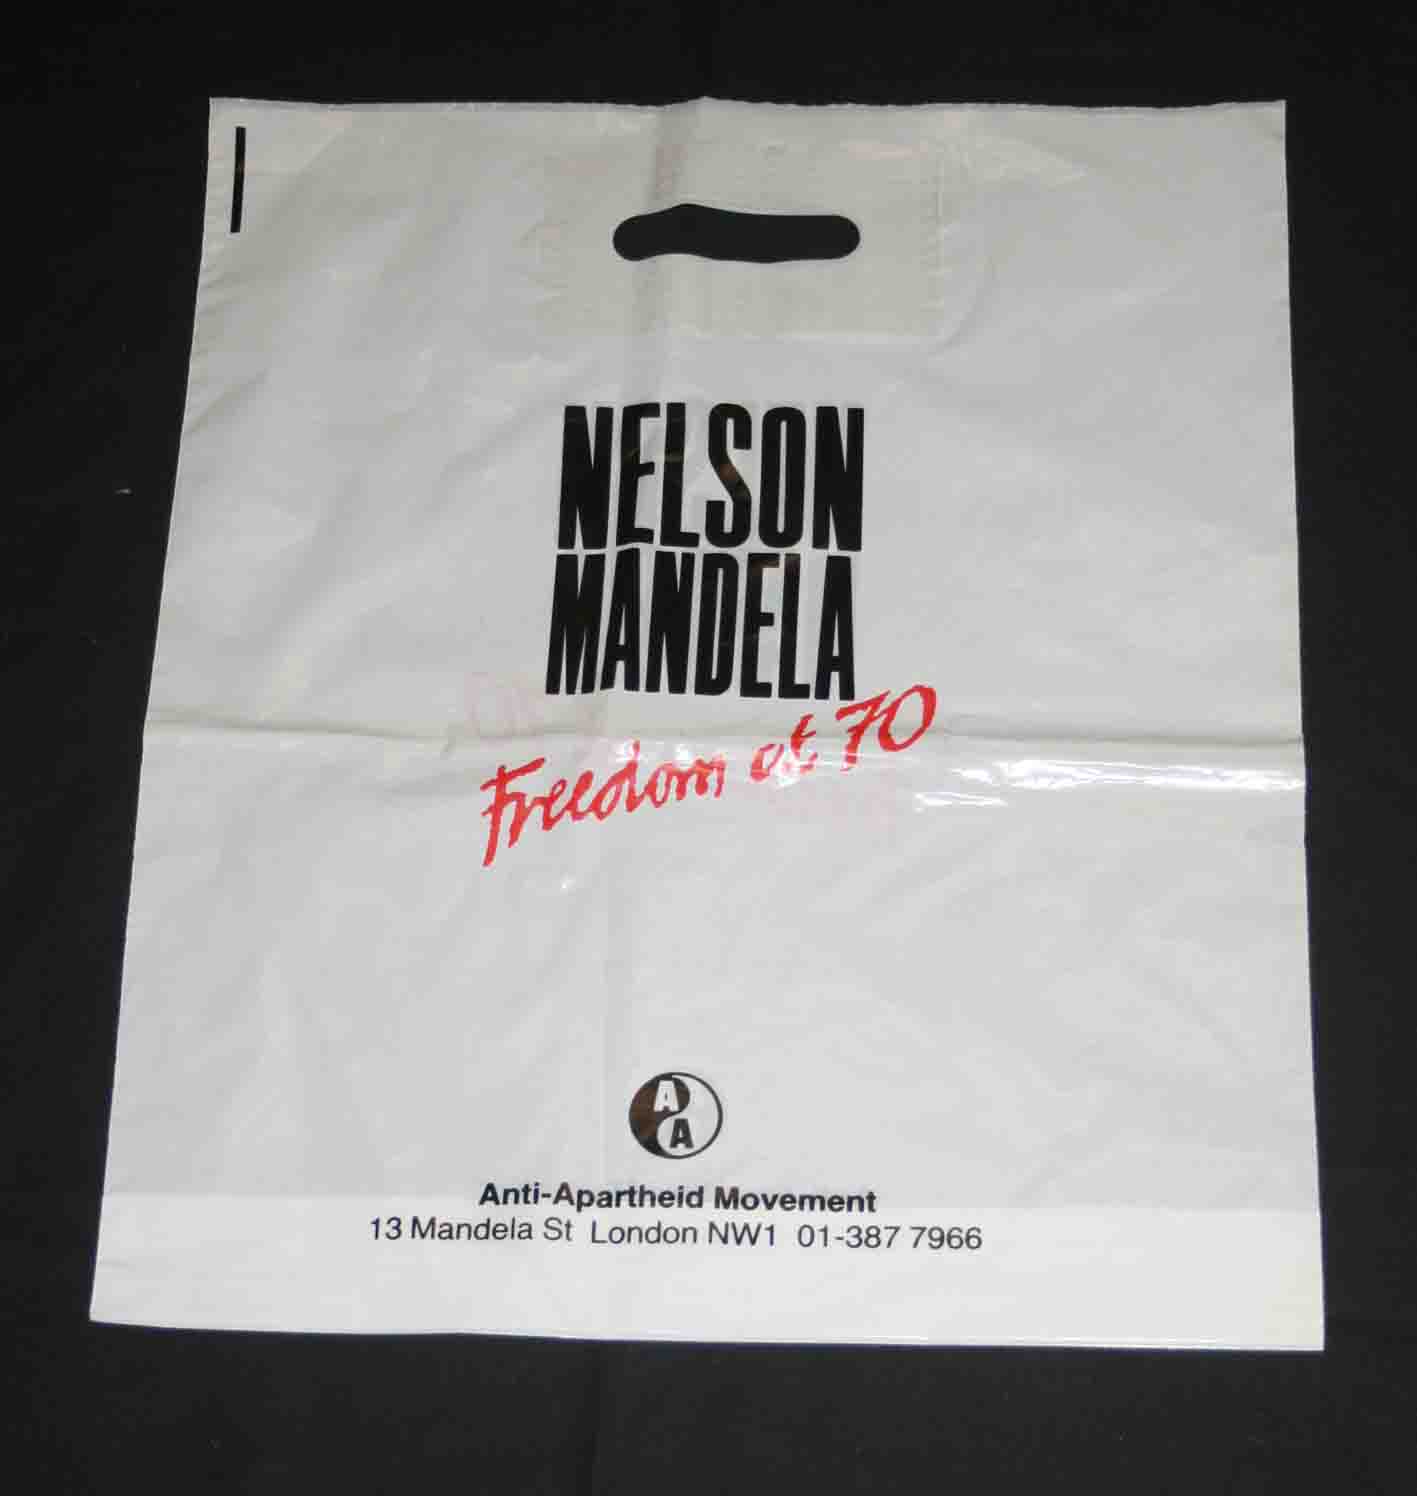 NELSON
MANDELA
Freedom at 70
A
A
Anti-Apartheid Movement
13 Mandela St London NW1 01-387 7966